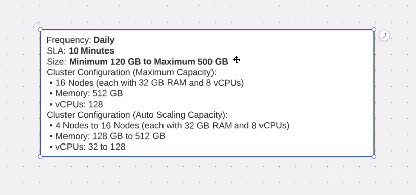 Frequency: Daily
SLA: 10 Minutes
Size: Minimum 120 GB to Maximum 500 GB
Cluster Configuration (Maximum Capacity):
• 16 Nodes (each with 32 GB RAM and 8 vCPUs)
• Memory: 512 GB
• vCPUs: 128
Cluster Configuration (Auto Scaling Capacity):
• 4 Nodes to 16 Nodes (each with 32 GB RAM and 8 vCPUs)
• Memory: 128 GB to 512 GB
• vCPUs: 32 to 128